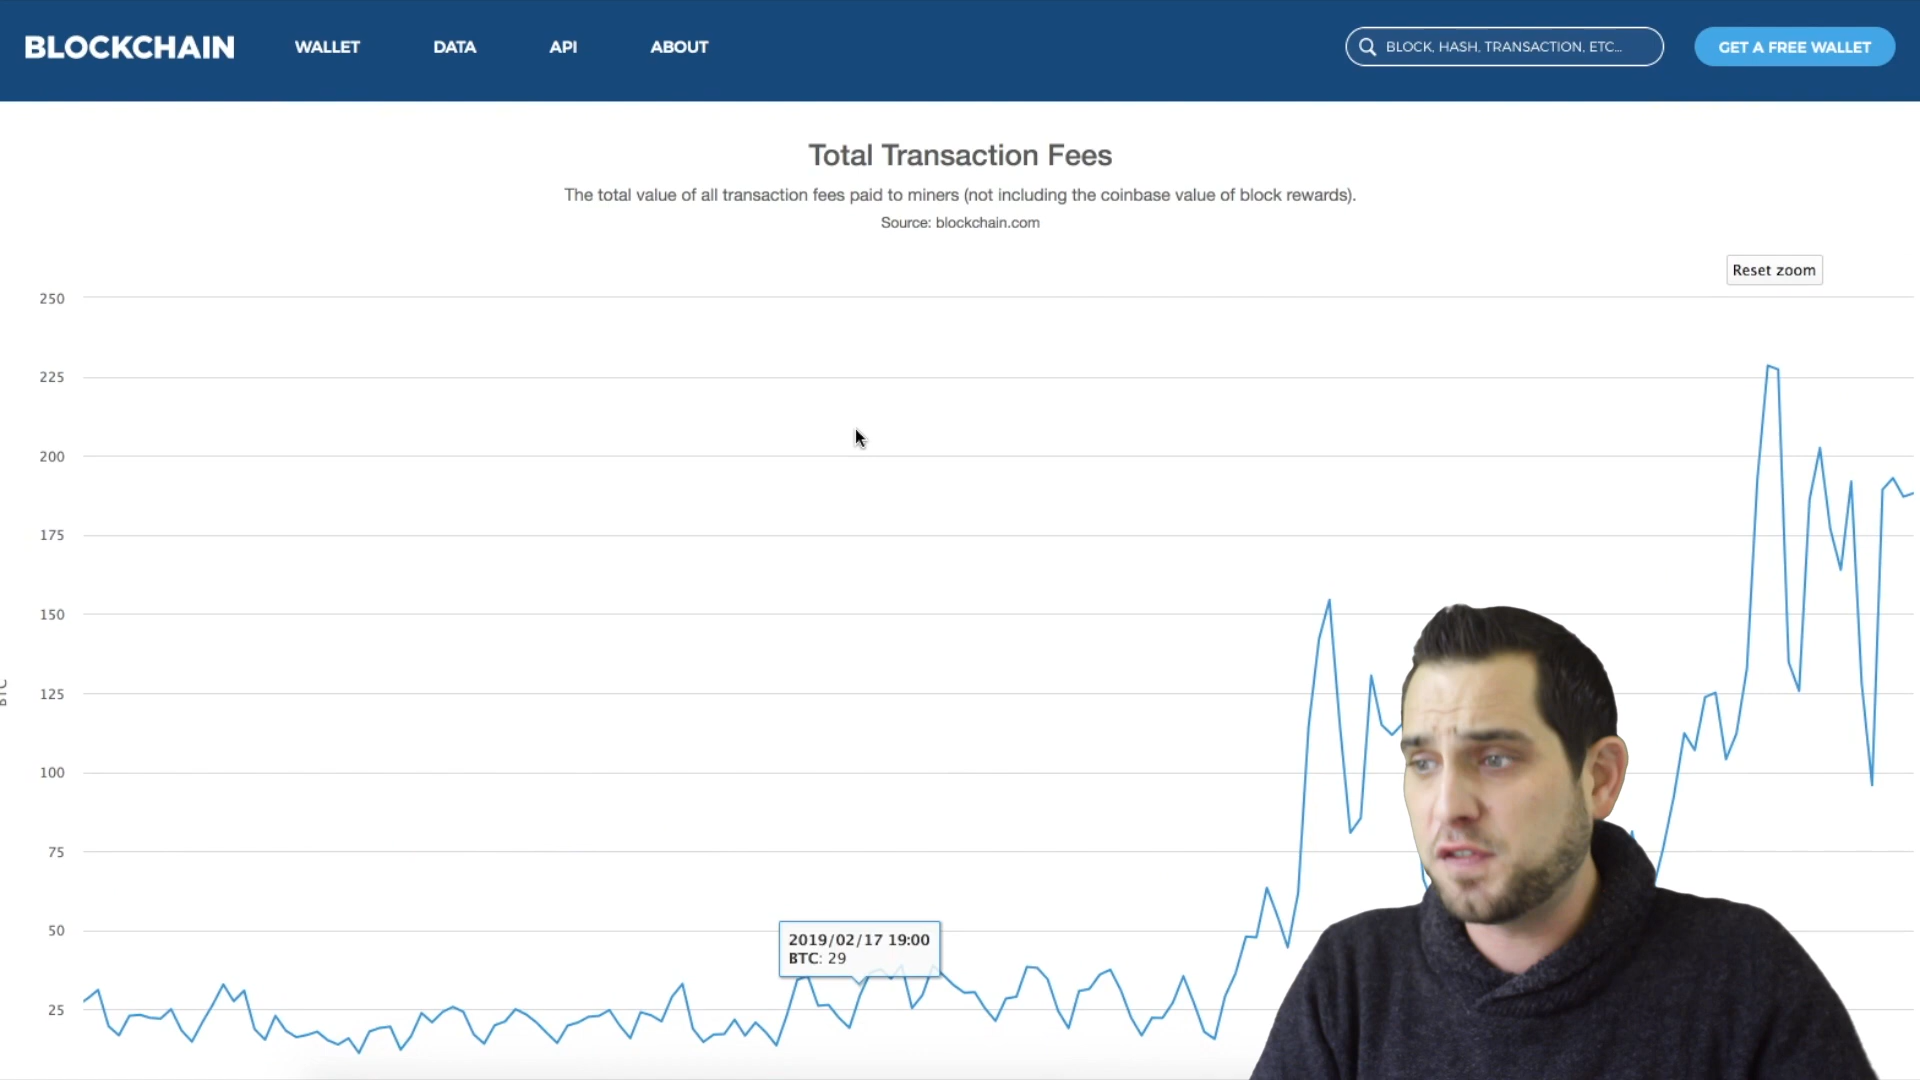 BLOCKCHAIN WALLET DATA API ABOUT BLOCK, HASH, TRANSACTION, ETC... GET A FREE WALLET
Total Transaction Fees
The total value of all transaction fees paid to miners (not including the coinbase value of block rewards).
Source: blockchain.com
Reset zoom
250
225
200
175
150
BTC
125
100
75
50
2019/02/17 19:00
BTC: 29
25